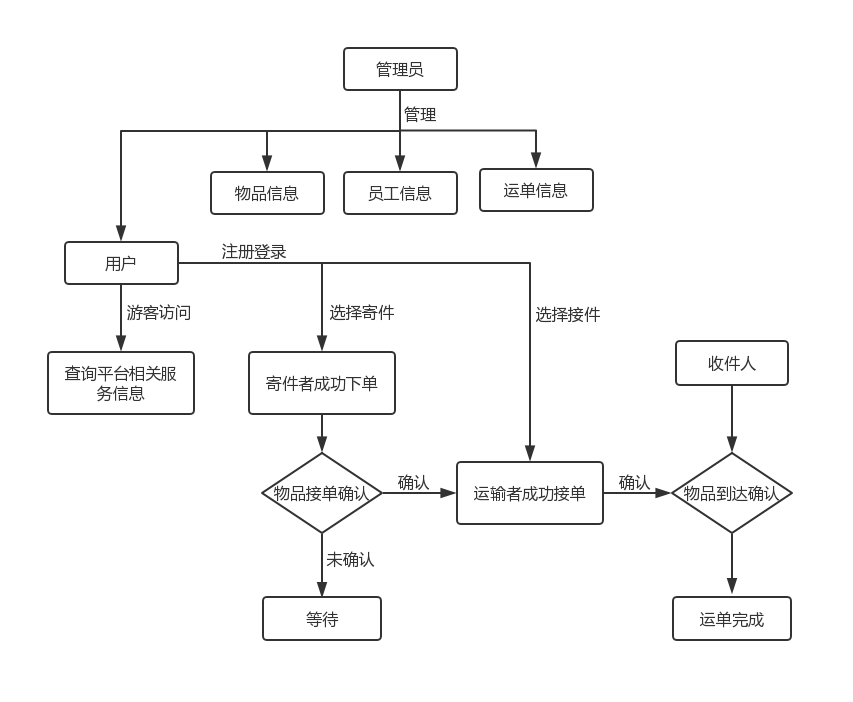 管理员
管理
物品信息
员工信息
运单信息
用户
注册登录
游客访问
选择寄件
选择接件
查询平台相关服
务信息
寄件者成功下单
收件人
物品接单确认
确认
运输者成功接单
确认
物品到达确认
未确认
等待
运单完成